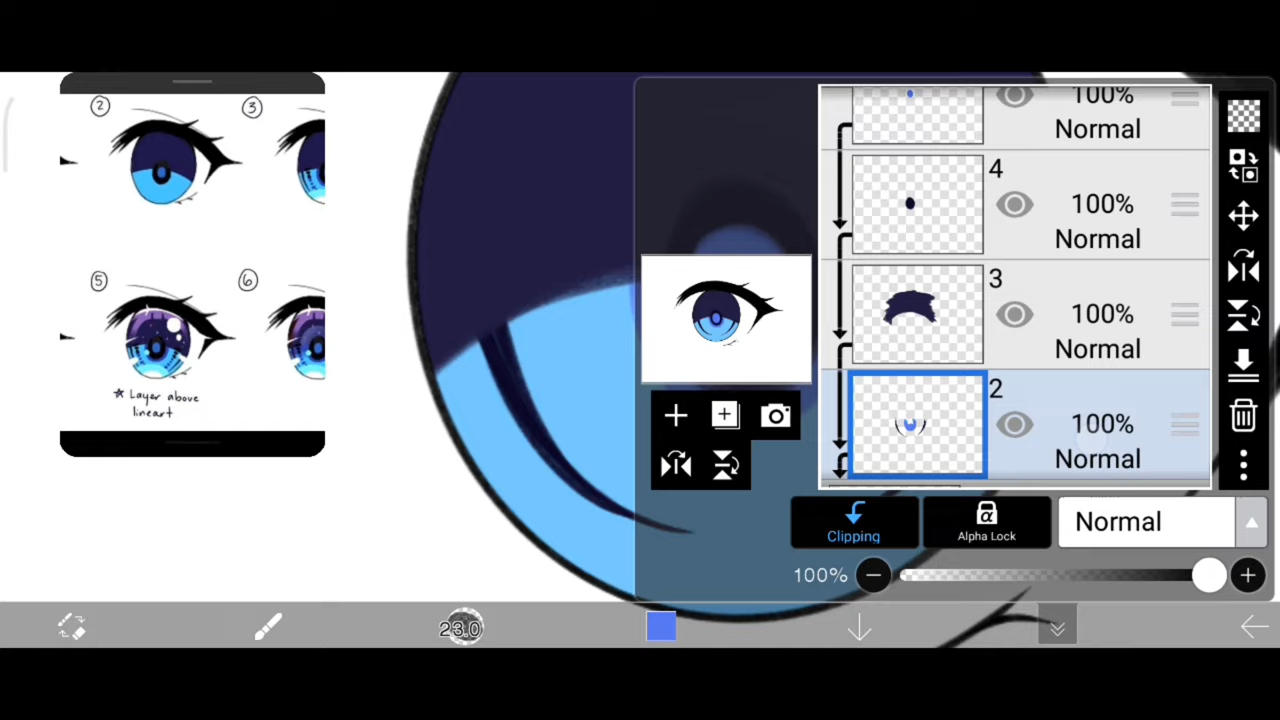 ② ③
⑤ ⑥
☆ Layer above
lineart
100%
Normal
4
100%
Normal
3
100%
Normal
2
100%
Normal
Clipping
α
Alpha Lock
Normal
100%
23.0